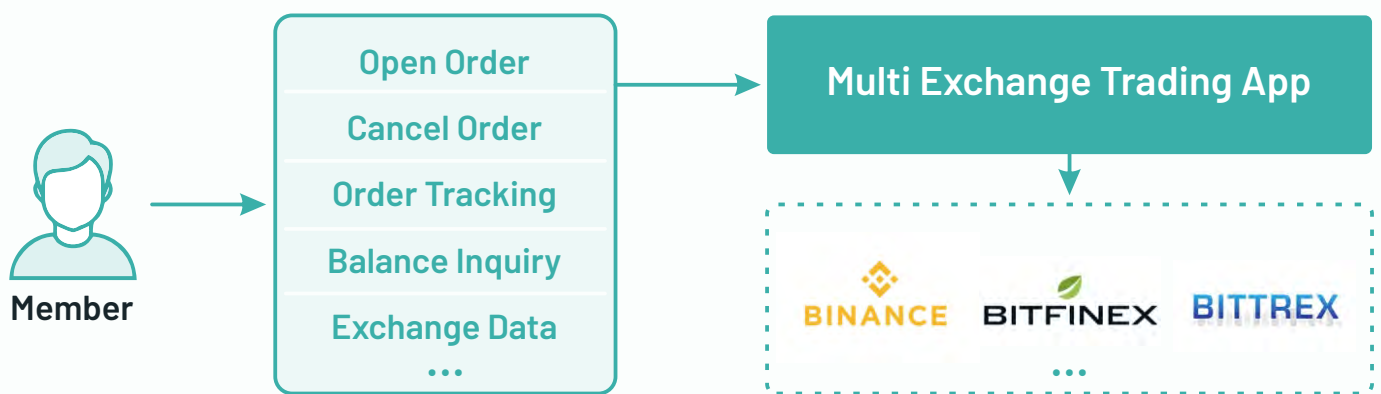 Member
Open Order
Cancel Order
Order Tracking
Balance Inquiry
Exchange Data
...
Multi Exchange Trading App
BINANCE
BITFINEX
BITTREX
...